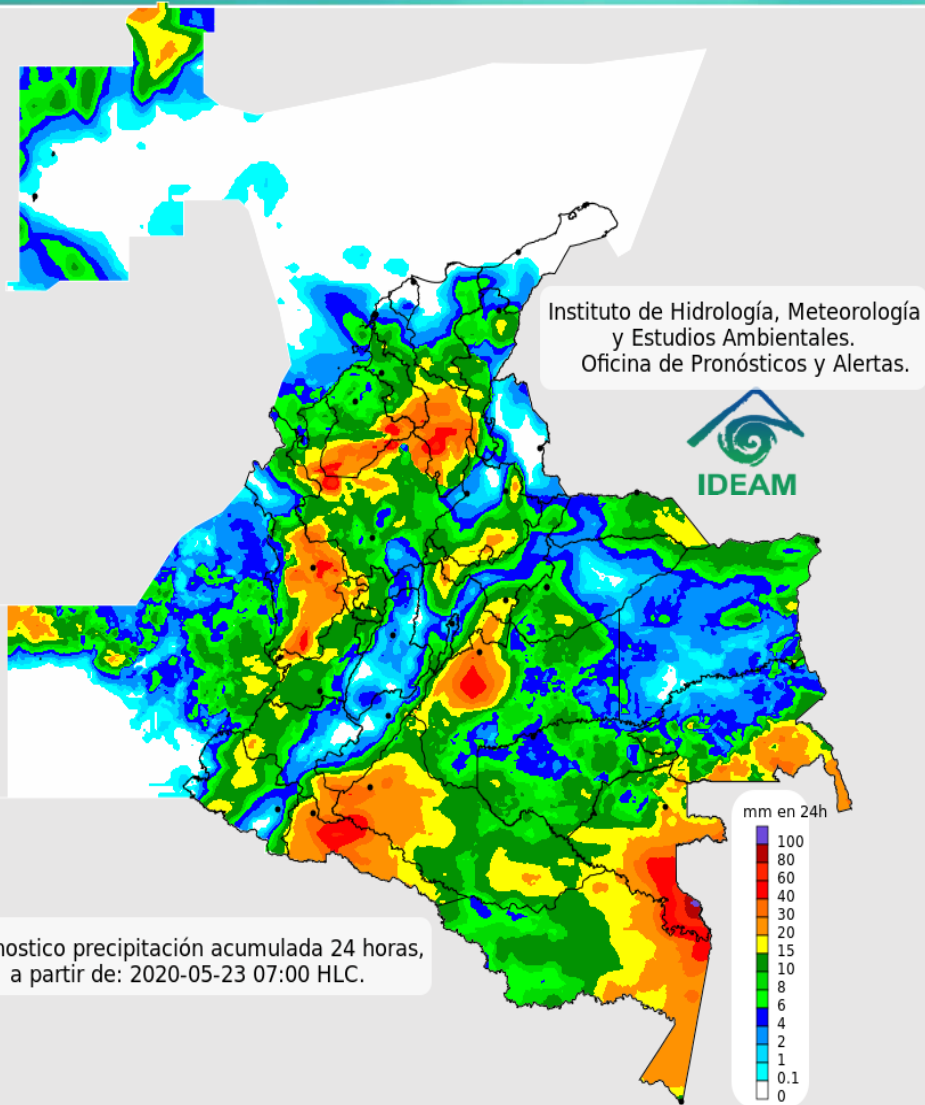 Instituto de Hidrología, Meteorología
y Estudios Ambientales.
Oficina de Pronósticos y Alertas.
IDEAM
mm en 24h
100
80
60
40
30
20
15
10
8
6
4
2
1
0.1
0
nostico precipitación acumulada 24 horas,
a partir de: 2020-05-23 07:00 HLC.